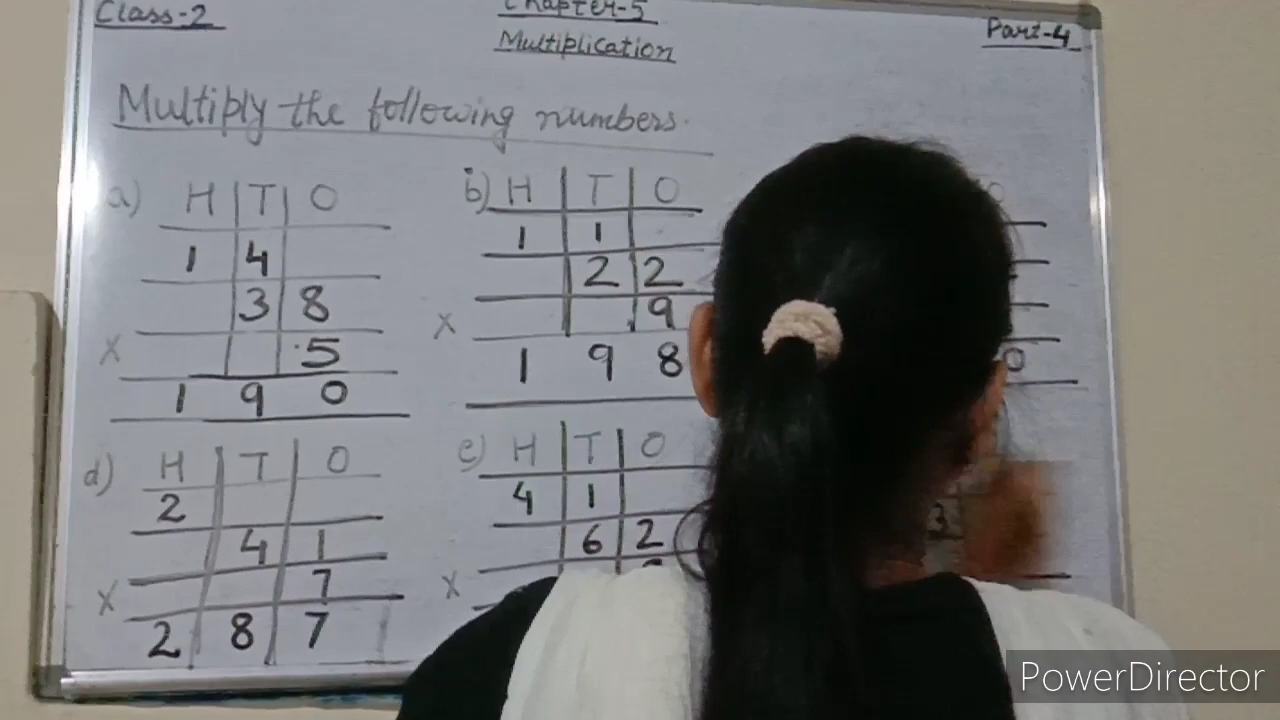 Class-2
Chapter-5
Multiplication
Part-4
Multiply the following numbers.
a) H T O
1 4
3 8
x 5
1 9 0
b) H T O
1 1
2 2
x 9
1 9 8
O
0
d) H T O
2
4 1
x 7
2 8 7
e) H T O
4 1
6 2
x
3
PowerDirector